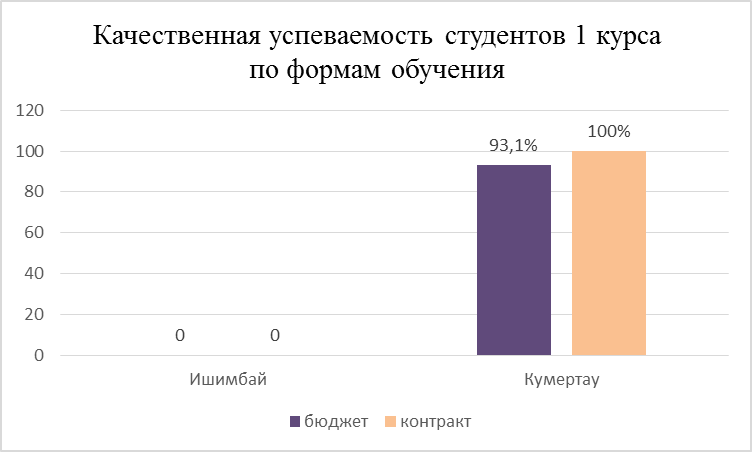 Качественная успеваемость студентов 1 курса
по формам обучения
120
100
80
60
40
20
0
0
0
93,1%
100%
Ишимбай
Кумертау
бюджет
контракт